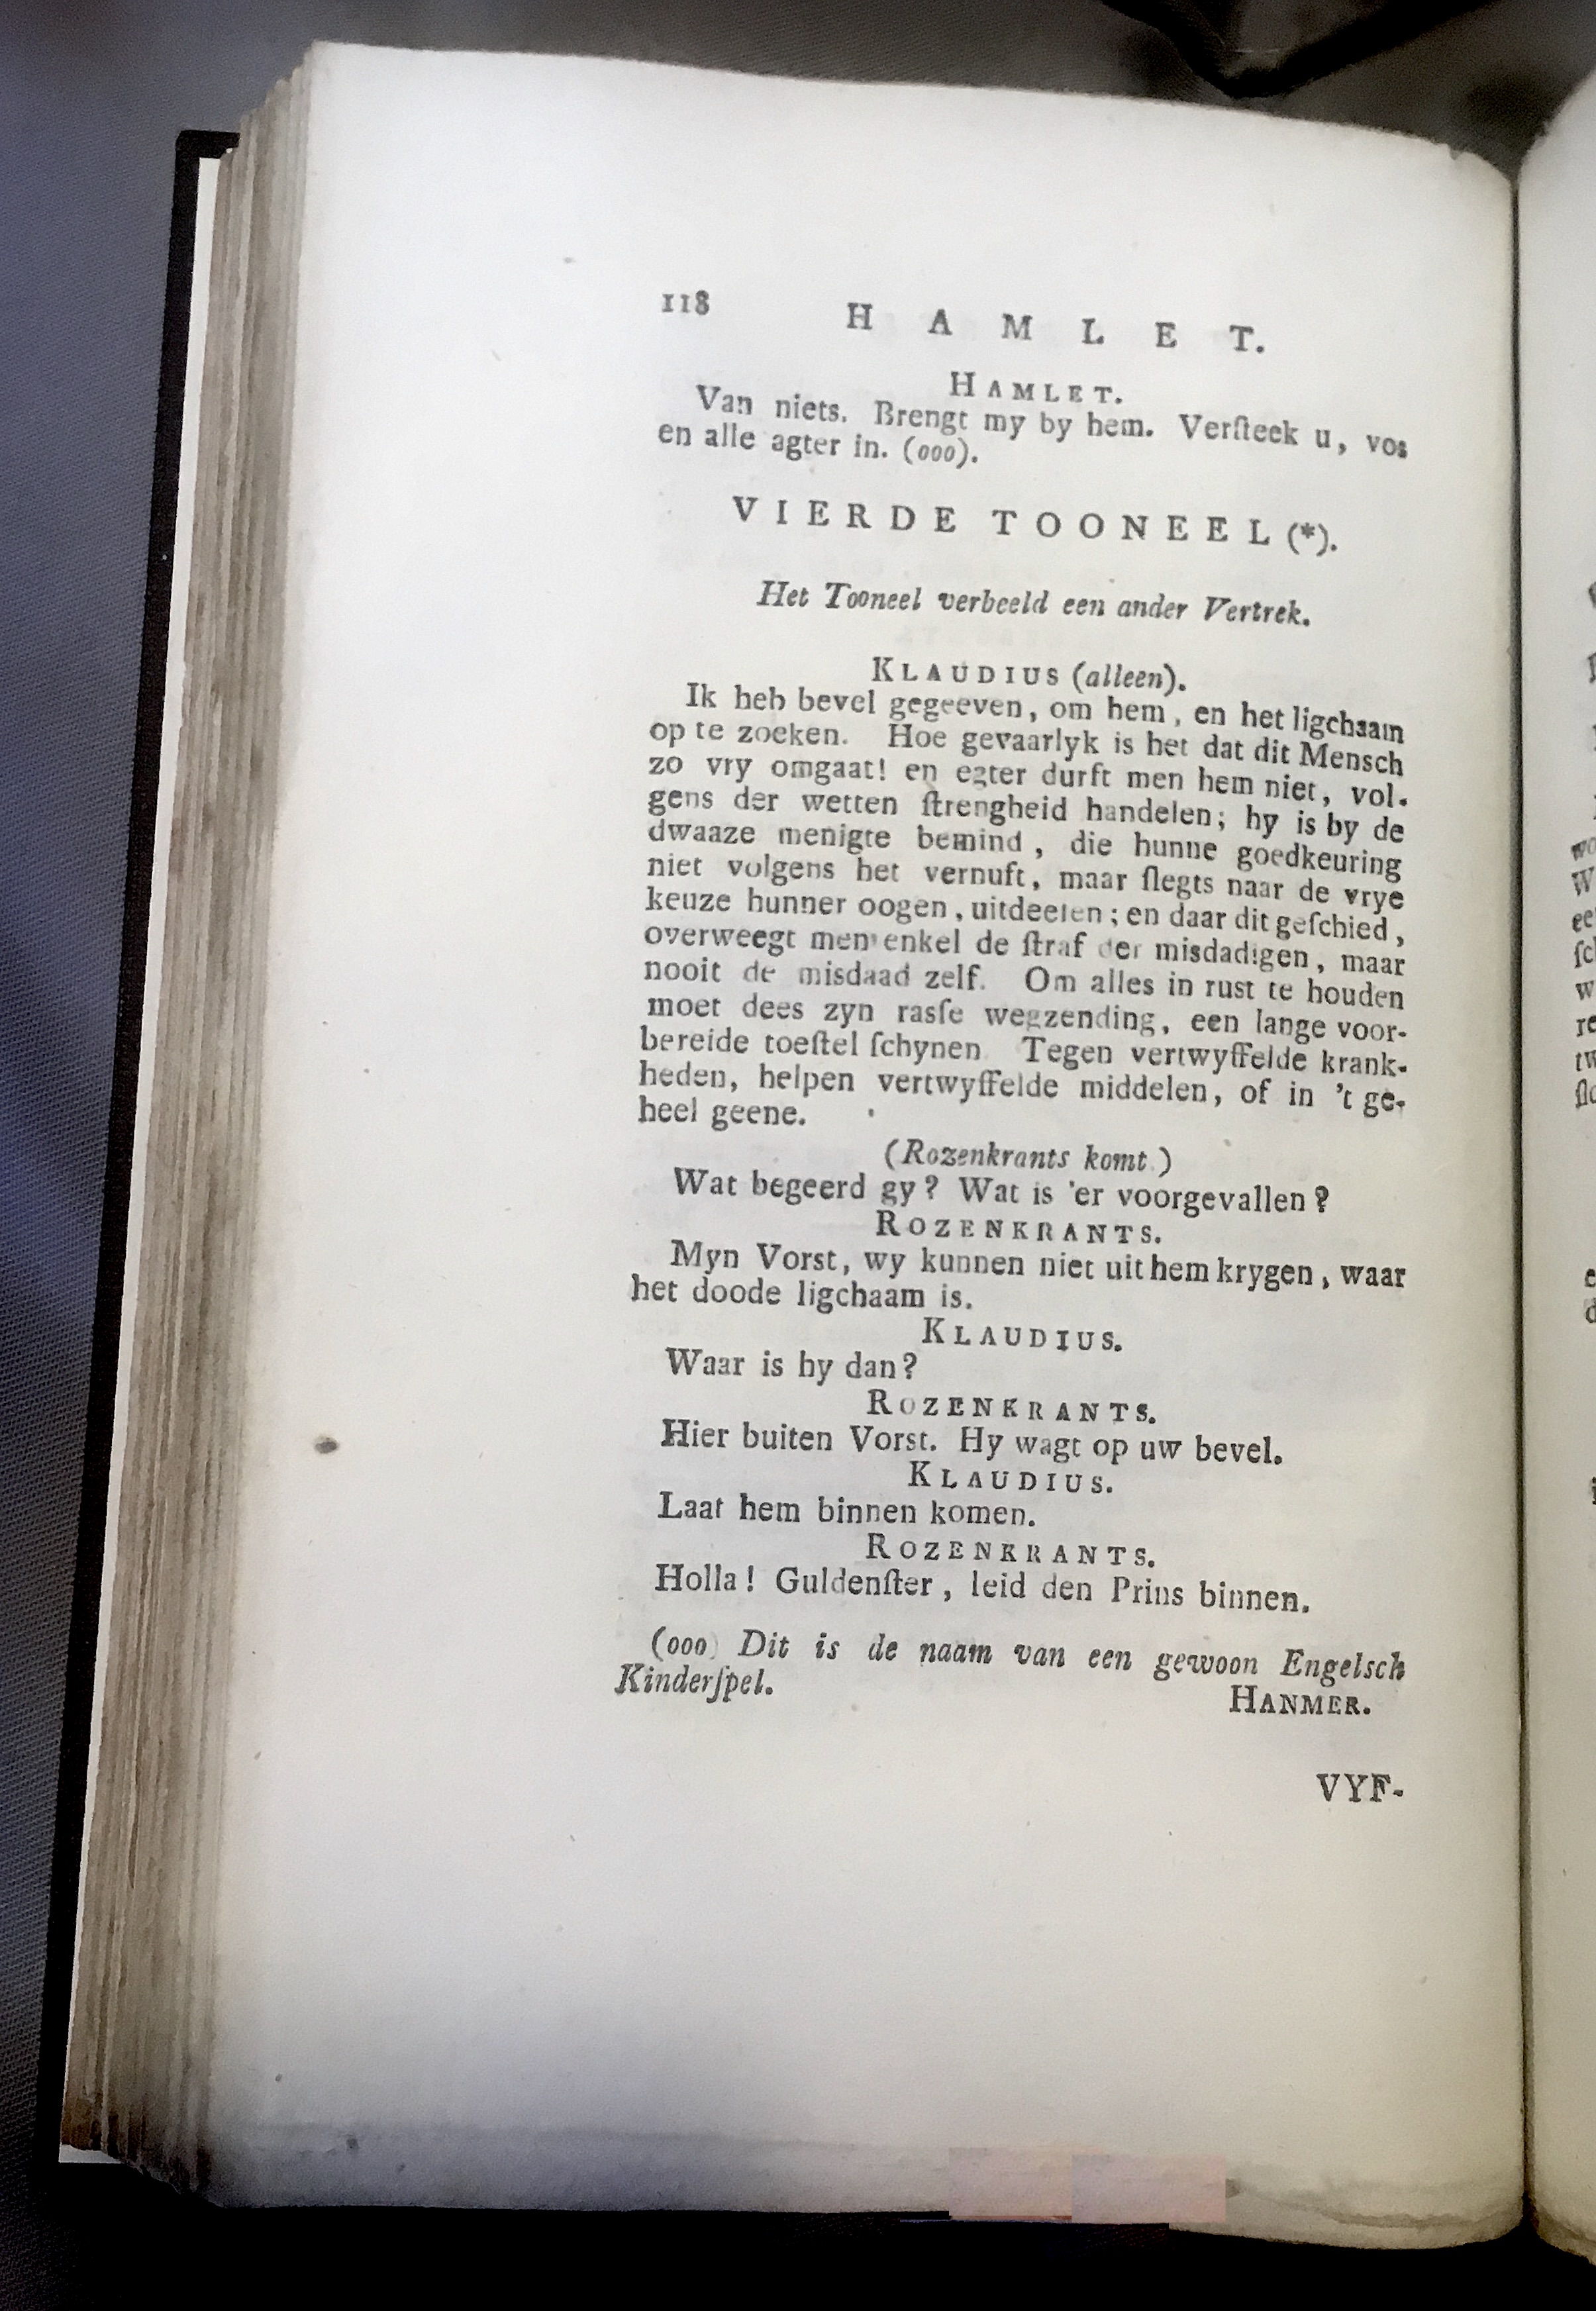 118 H A M L E T.
HAMLET.
Van niets. Brengt my by hem. Verſteek u, vos
en alle agter in. (ooo).
VIERDE TOONEEL (*).
Het Tooneel verbeeld een ander Vertrek.
KLAUDIUS (alleen).
Ik heb bevel gegeeven, om hem, en het ligchaam
op te zoeken. Hoe gevaarlyk is het dat dit Mensch
zo vry omgaat! en egter durft men hem niet, vol-
gens der wetten ſtrengheid handelen; hy is by de
dwaaze menigte bemind, die hunne goedkeuring
niet volgens het vernuft, maar ſlegts naar de vrye
keuze hunner oogen, uitdeelen; en daar dit geſchied,
overweegt men enkel de ſtraf der misdadigen, maar
nooit de misdaad zelf. Om alles in rust te houden
moet dees zyn rasſe wegzending, een lange voor-
bereide toeſtel ſchynen Tegen vertwyffelde krank-
heden, helpen vertwyffelde middelen, of in 't ge-
heel geene.
(Rozenkrants komt.)
Wat begeerd gy? Wat is 'er voorgevallen?
ROZENKRANTS.
Myn Vorst, wy kunnen niet uit hem krygen, waar
het doode ligchaam is.
KLAUDIUS.
Waar is hy dan?
ROZENKRANTS.
Hier buiten Vorst. Hy wagt op uw bevel.
KLAUDIUS.
Laat hem binnen komen.
ROZENKRANTS.
Holla! Guldenſter, leid den Prins binnen.
(ooo) Dit is de naam van een gewoon Engelsch
Kinderſpel.
HANMER.
VYF-